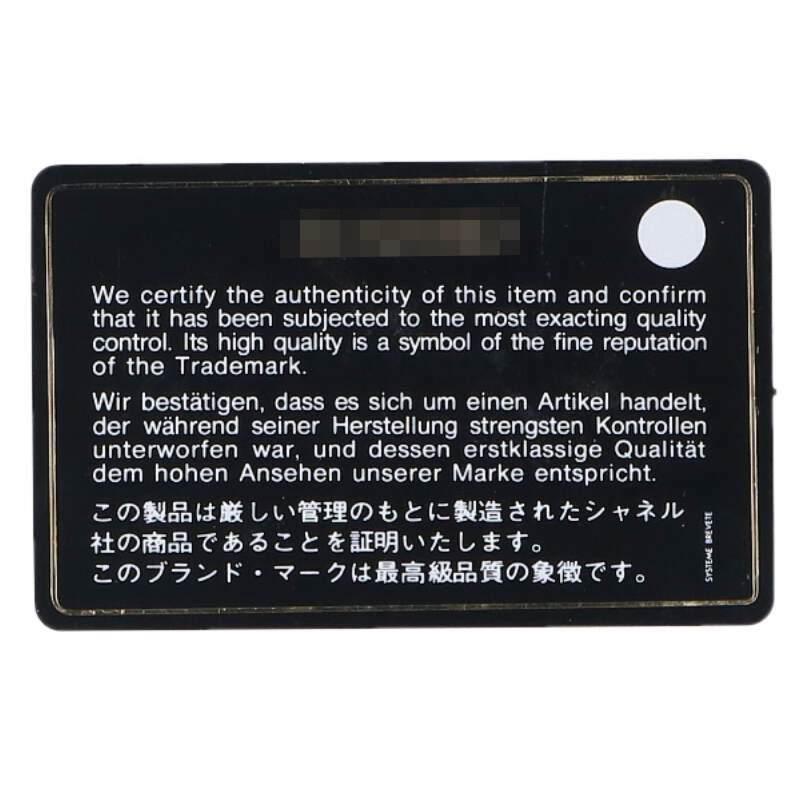 We certify the authenticity of this item and confirm
that it has been subjected to the most exacting quality
control. Its high quality is a symbol of the fine reputation
of the Trademark.
Wir bestätigen, dass es sich um einen Artikel handelt,
der während seiner Herstellung strengsten Kontrollen
unterworfen war, und dessen erstklassige Qualität
dem hohen Ansehen unserer Marke entspricht.
この製品は厳しい管理のもとに製造されたシャネル
社の商品であることを証明いたします。
このブランド・マークは最高級品質の象徴です。
SYSTEME BREVETE